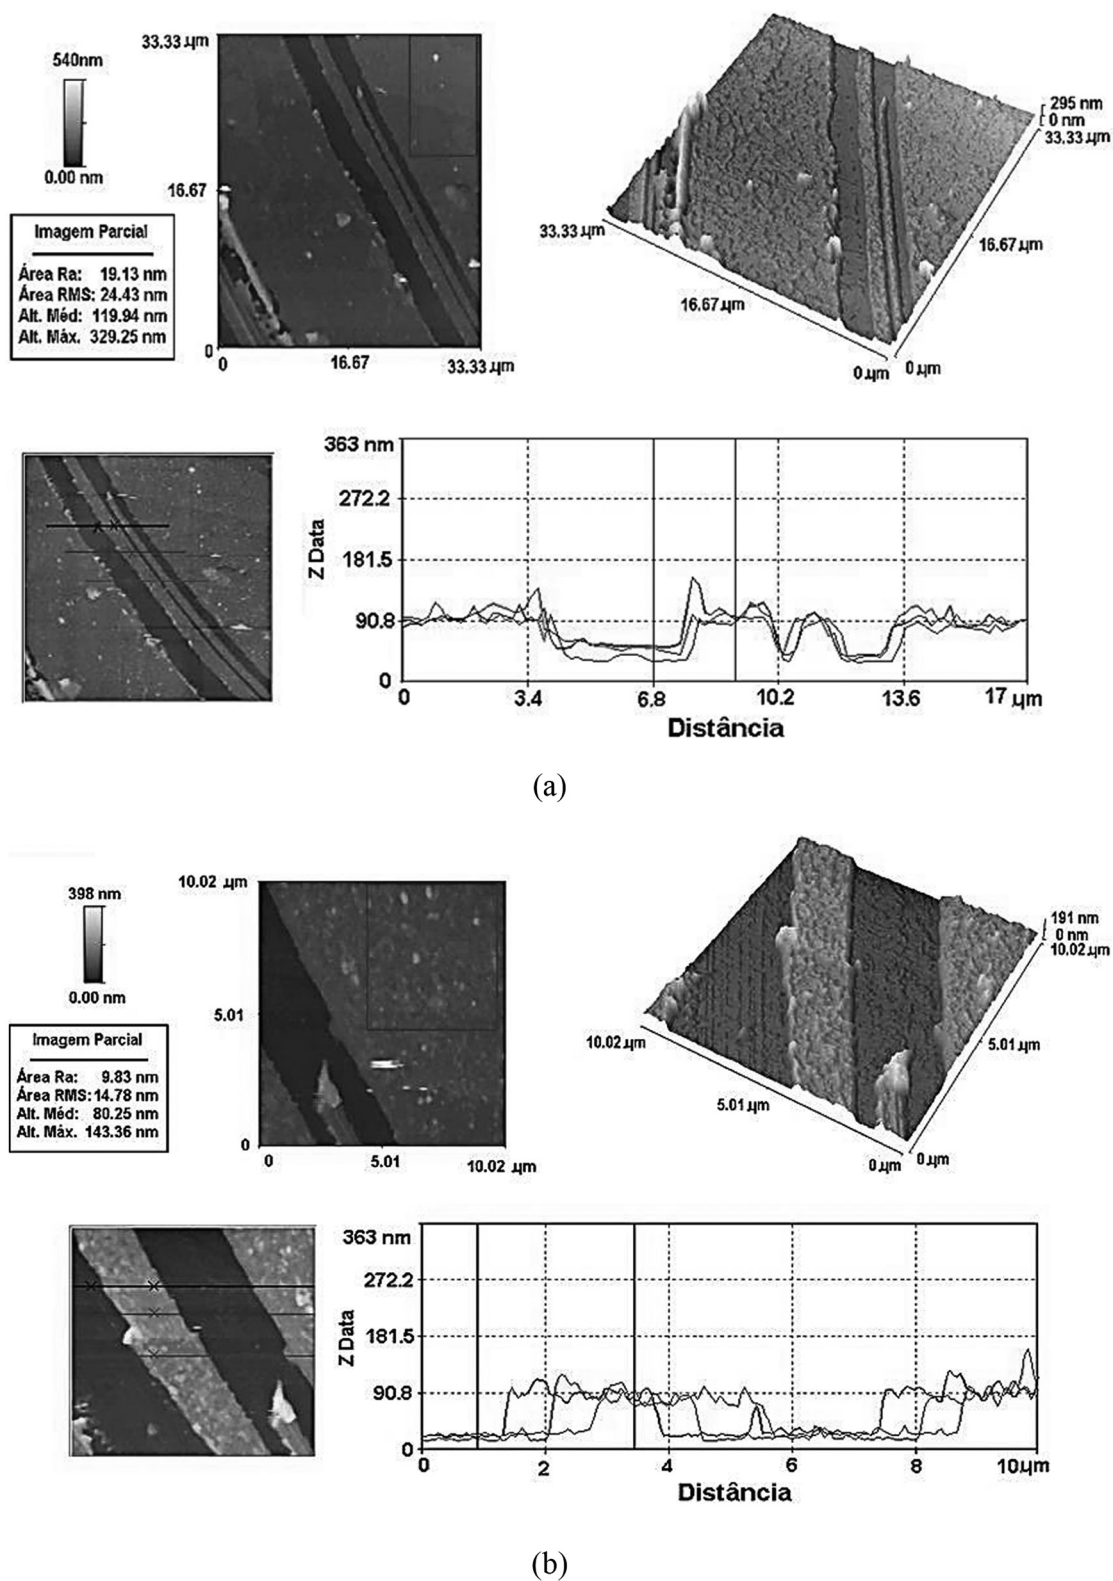 540nm
0.00 nm
Imagem Parcial
Área Ra: 19.13 nm
Área RMS: 24.43 nm
Alt. Méd: 119.94 nm
Alt. Máx. 329.25 nm
33.33 µm
16.67
0
0
16.67
33.33 µm
295 nm
0 nm
33.33 µm
33.33 µm
16.67 µm
16.67 µm
0 µm
0 µm
363 nm
272.2
181.5
90.8
0
Z Data
0
3.4
6.8
10.2
13.6
17 µm
Distância
(a)
398 nm
0.00 nm
Imagem Parcial
Área Ra: 9.83 nm
Área RMS: 14.78 nm
Alt. Méd: 80.25 nm
Alt. Máx. 143.36 nm
10.02 µm
5.01
0
0
5.01
10.02 µm
191 nm
0 nm
10.02 µm
10.02 µm
5.01 µm
5.01 µm
0 µm
0 µm
363 nm
272.2
181.5
90.8
0
Z Data
0
2
4
6
8
10µm
Distância
(b)